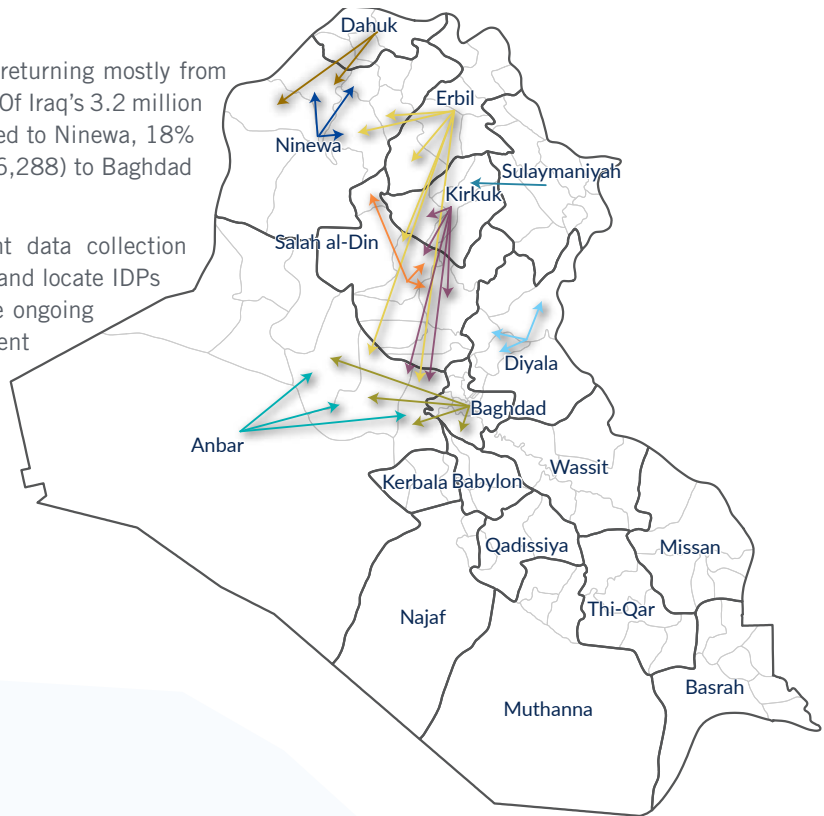 returning mostly from
Of Iraq's 3.2 million
ed to Ninewa, 18%
6,288) to Baghdad
nt data collection
and locate IDPs
e ongoing
ent
Dahuk
Erbil
Ninewa
Sulaymaniyah
Kirkuk
Salah al-Din
Diyala
Baghdad
Anbar
Wassit
Kerbala
Babylon
Qadissiya
Missan
Najaf
Thi-Qar
Basrah
Muthanna